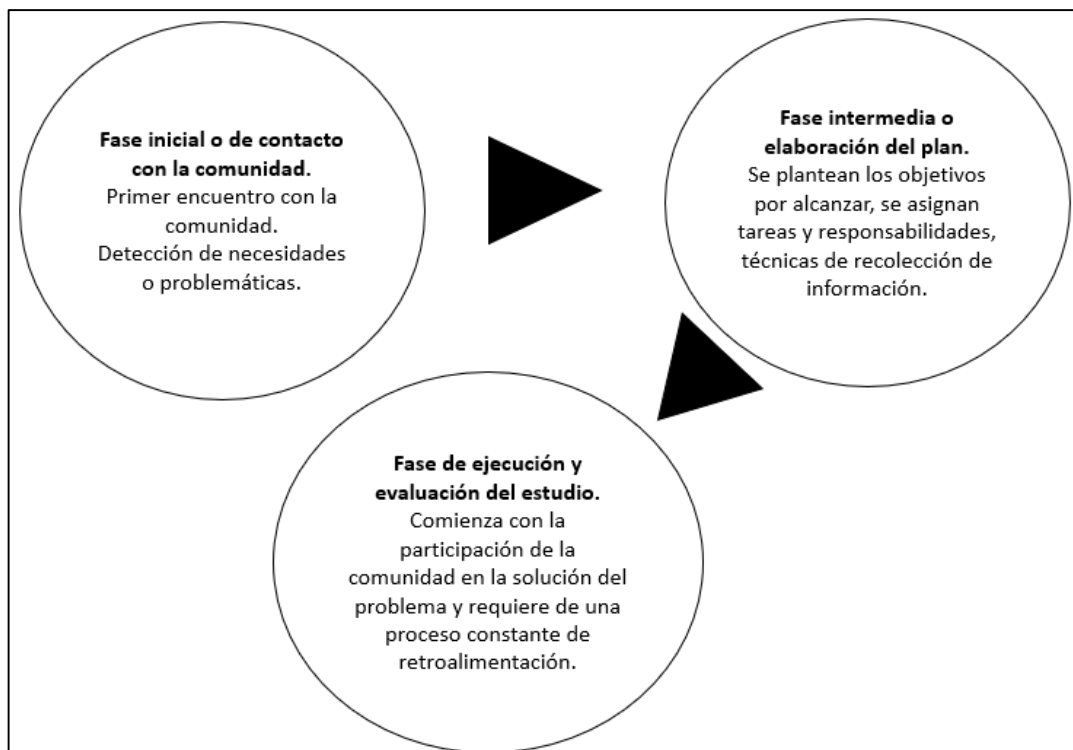 Fase inicial o de contacto
con la comunidad.
Primer encuentro con la
comunidad.
Detección de necesidades
o problemáticas.
Fase intermedia o
elaboración del plan.
Se plantean los objetivos
por alcanzar, se asignan
tareas y responsabilidades,
técnicas de recolección de
información.
Fase de ejecución y
evaluación del estudio.
Comienza con la
participación de la
comunidad en la solución del
problema y requiere de una
proceso constante de
retroalimentación.